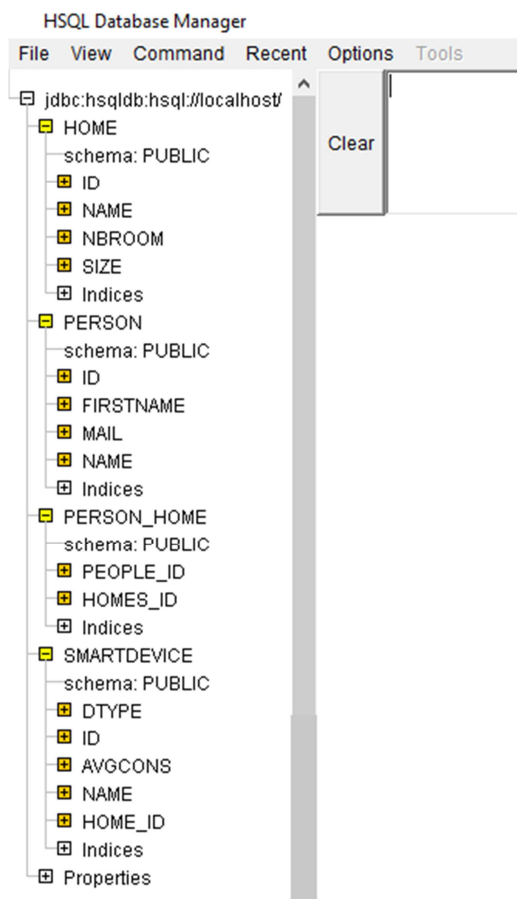 HSQL Database Manager
File View Command Recent Options Tools
jdbc:hsqldb:hsql://localhost/
HOME
schema: PUBLIC
ID
NAME
NBROOM
SIZE
Indices
PERSON
schema: PUBLIC
ID
FIRSTNAME
MAIL
NAME
Indices
PERSON_HOME
schema: PUBLIC
PEOPLE_ID
HOMES_ID
Indices
SMARTDEVICE
schema: PUBLIC
DTYPE
ID
AVGCONS
NAME
HOME_ID
Indices
Properties
Clear